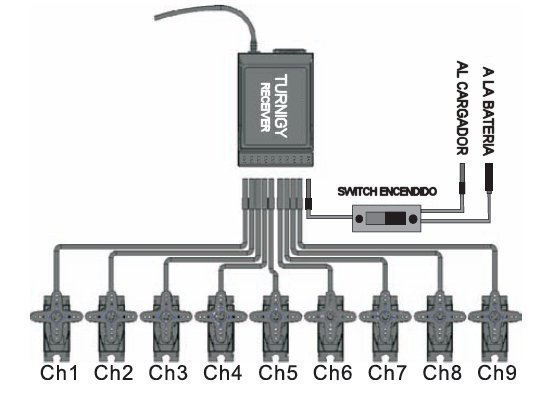 TURNIGY
RECEIVER
AL CARGADOR
A LA BATERIA
SWITCH ENCENDIDO
Ch1 Ch2 Ch3 Ch4 Ch5 Ch6 Ch7 Ch8 Ch9